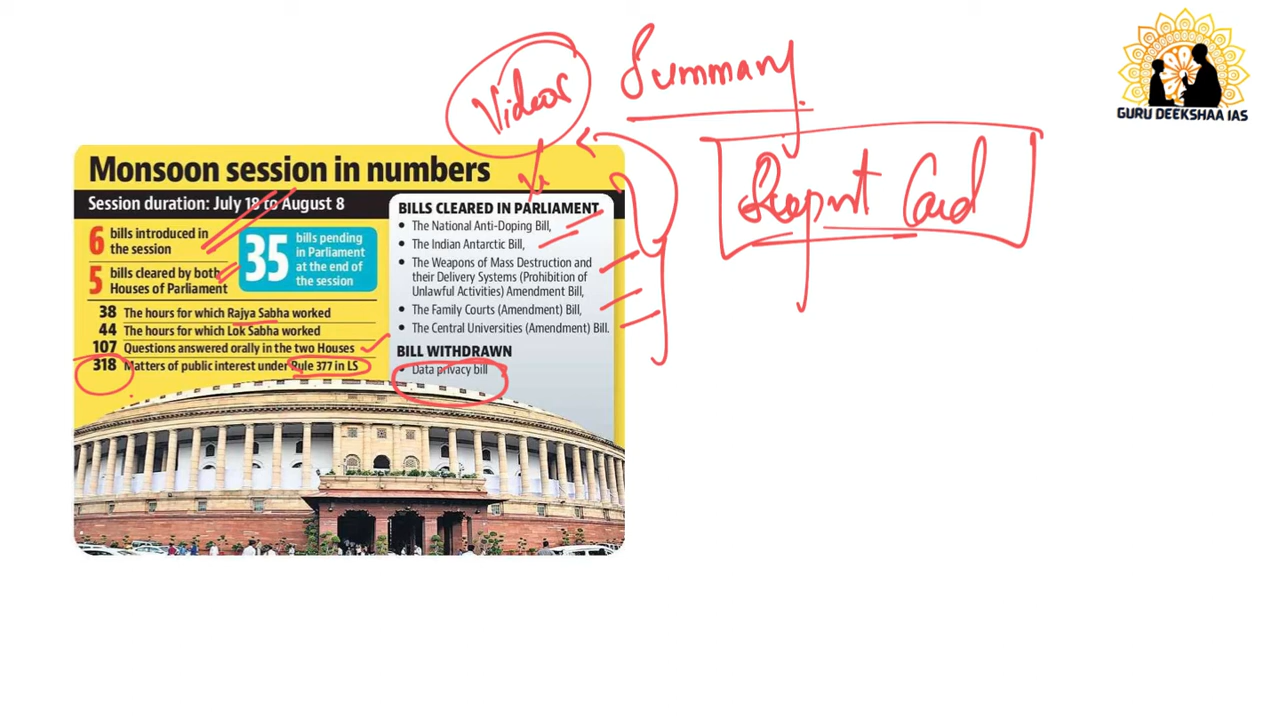 Videos
Summary
Report Card
GURU DEEKSHAA IAS
Monsoon session in numbers
Session duration: July 18 to August 8
6 bills introduced in
the session
5 bills cleared by both
Houses of Parliament
35 bills pending
in Parliament
at the end of
the session
38 The hours for which Rajya Sabha worked
44 The hours for which Lok Sabha worked
107 Questions answered orally in the two Houses
318 Matters of public interest under Rule 377 in LS
BILLS CLEARED IN PARLIAMENT
• The National Anti-Doping Bill,
• The Indian Antarctic Bill,
• The Weapons of Mass Destruction and
their Delivery Systems (Prohibition of
Unlawful Activities) Amendment Bill,
• The Family Courts (Amendment) Bill,
• The Central Universities (Amendment) Bill.
BILL WITHDRAWN
• Data privacy bill